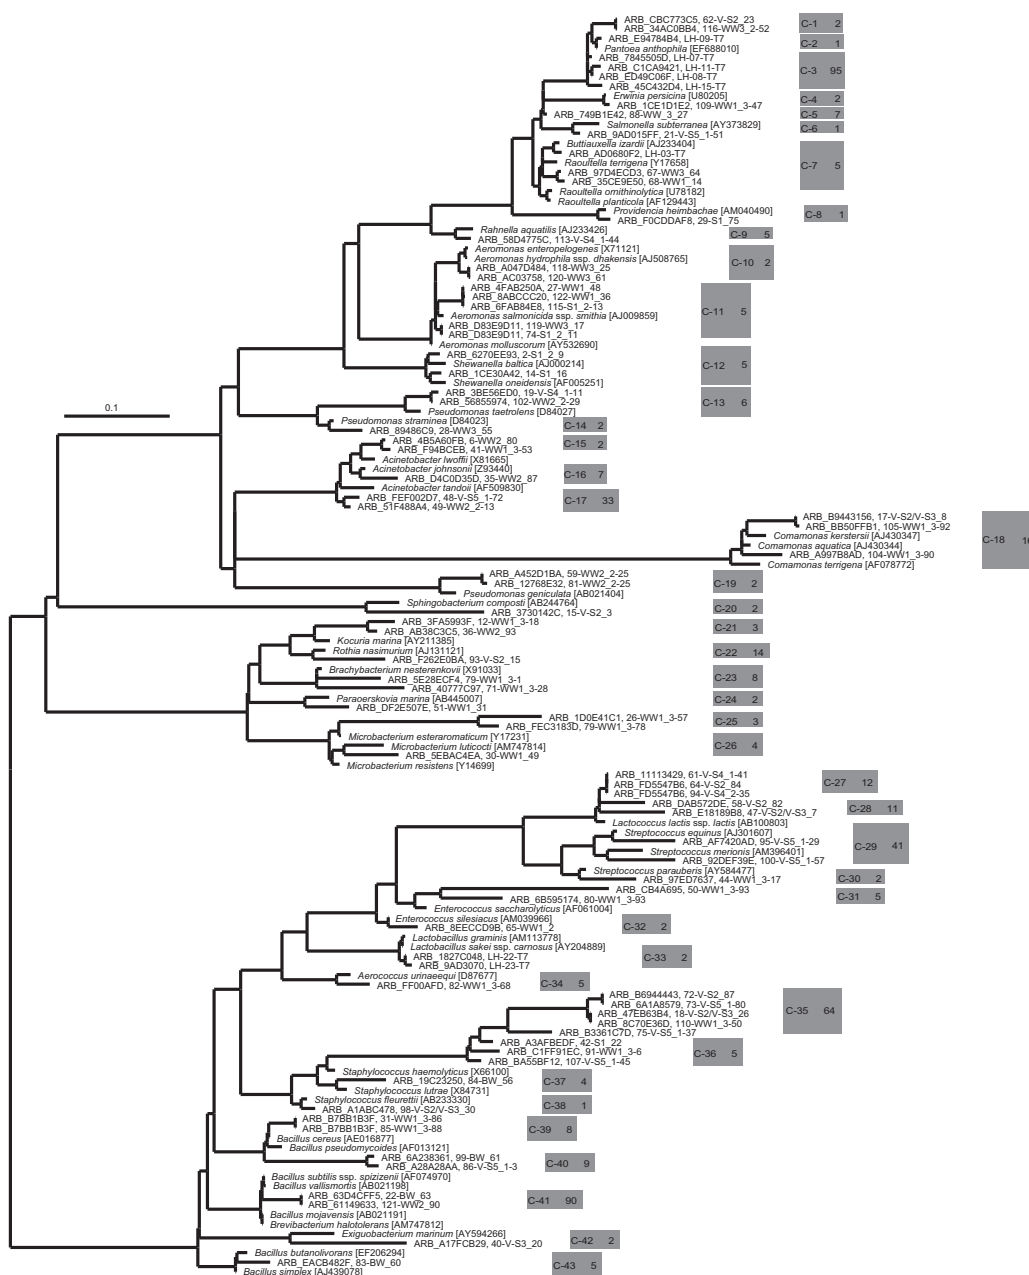 ARB_CBC773C5, 62-V-S2_23 C-1 2
ARB_34AC0BB4, 116-WW3_2-52
ARB_E94784B4, LH-09-T7 C-2 1
Pantoea anthophila [EF688010]
ARB_7845505D, LH-07-T7
ARB_C1CA9421, LH-11-T7 C-3 95
ARB_ED49C06F, LH-08-T7
ARB_45C432D4, LH-15-T7
Erwinia persicina [U80205] C-4 2
ARB_1CE1D1E2, 109-WW1_3-47
ARB_749B1E42, 88-WW_3_27 C-5 7
Salmonella subterranea [AY373829] C-6 1
ARB_9AD015FF, 21-V-S5_1-51
Buttiauxella izardii [AJ233404]
ARB_AD0680F2, LH-03-T7
Raoultella terrigena [Y17658] C-7 5
ARB_97D4ECD3, 67-WW3_64
ARB_35CE9E50, 68-WW1_14
Raoultella ornithinolytica [U78182]
Raoultella planticola [AF129443]
Providencia heimbachae [AM040490] C-8 1
ARB_F0CDDAF8, 29-S1_75
Rahnella aquatilis [AJ233426] C-9 5
ARB_58D4775C, 113-V-S4_1-44
Aeromonas enteropelogenes [X71121]
Aeromonas hydrophila ssp. dhakensis [AJ508765] C-10 2
ARB_A047D484, 118-WW3_25
ARB_AC03758, 120-WW3_61
ARB_4FAB250A, 27-WW1_48
ARB_8ABCCC20, 122-WW1_36
ARB_6FAB84E8, 115-S1_2-13 C-11 5
Aeromonas salmonicida ssp. smithia [AJ009859]
ARB_D83E9D11, 119-WW3_17
ARB_D83E9D11, 74-S1_2_11
Aeromonas molluscorum [AY532690]
ARB_6270EE93, 2-S1_2_9
Shewanella baltica [AJ000214] C-12 5
ARB_1CE30A42, 14-S1_16
Shewanella oneidensis [AF005251]
ARB_3BE56ED0, 19-V-S4_1-11
ARB_56855974, 102-WW2_2-29 C-13 6
0.1
Pseudomonas taetrolens [D84027]
Pseudomonas straminea [D84023] C-14 2
ARB_89486C9, 28-WW3_55
ARB_4B5A60FB, 6-WW2_80 C-15 2
ARB_F94BCEB, 41-WW1_3-53
Acinetobacter lwoffii [X81665]
Acinetobacter johnsonii [Z93440] C-16 7
ARB_D4C0D35D, 35-WW2_87
Acinetobacter tandoii [AF509830]
ARB_FEF002D7, 48-V-S5_1-72 C-17 33
ARB_51F488A4, 49-WW2_2-13
ARB_B9443156, 17-V-S2/V-S3_8
ARB_BB50FFB1, 105-WW1_3-92
Comamonas kerstersii [AJ430347] C-18
Comamonas aquatica [AJ430344]
ARB_A997B8AD, 104-WW1_3-90
Comamonas terrigena [AF078772]
ARB_A452D1BA, 59-WW2_2-25
ARB_12768E32, 81-WW2_2-25 C-19 2
Pseudomonas geniculata [AB021404]
Sphingobacterium composti [AB244764] C-20 2
ARB_3730142C, 15-V-S2_3
ARB_3FA5993F, 12-WW1_3-18 C-21 3
ARB_AB38C3C5, 36-WW2_93
Kocuria marina [AY211385]
Rothia nasimurium [AJ131121] C-22 14
ARB_F262E0BA, 93-V-S2_15
Brachybacterium nesterenkovii [X91033]
ARB_5E28ECF4, 79-WW1_3-1 C-23 8
ARB_40777C97, 71-WW1_3-28
Paraoerskovia marina [AB445007] C-24 2
ARB_DF2E507E, 51-WW1_31
ARB_1D0E41C1, 26-WW1_3-57 C-25 3
ARB_FEC3183D, 79-WW1_3-78
Microbacterium esteraromaticum [Y17231]
Microbacterium luticocti [AM747814] C-26 4
ARB_5EBAC4EA, 30-WW1_49
Microbacterium resistens [Y14699]
ARB_11113429, 61-V-S4_1-41
ARB_FD5547B6, 64-V-S2_84 C-27 12
ARB_FD5547B6, 94-V-S4_2-35
ARB_DAB572DE, 58-V-S2_82 C-28 11
ARB_E18189B8, 47-V-S2/V-S3_7
Lactococcus lactis ssp. lactis [AB100803]
Streptococcus equinus [AJ301607]
ARB_AF7420AD, 95-V-S5_1-29 C-29 41
Streptococcus merionis [AM396401]
ARB_92DEF39E, 100-V-S5_1-57
Streptococcus parauberis [AY584477] C-30 2
ARB_97ED7637, 44-WW1_3-17
ARB_CB4A695, 50-WW1_3-93 C-31 5
ARB_6B595174, 80-WW1_3-93
Enterococcus saccharolyticus [AF061004]
Enterococcus silesiacus [AM039966] C-32 2
ARB_8EECCD9B, 65-WW1_2
Lactobacillus graminis [AM113778]
Lactobacillus sakei ssp. carnosus [AY204889] C-33 2
ARB_1827C048, LH-22-T7
ARB_9AD3070, LH-23-T7
Aerococcus urinaeequi [D87677] C-34 5
ARB_FF00AFD, 82-WW1_3-68
ARB_B6944443, 72-V-S2_87
ARB_6A1A8579, 73-V-S5_1-80 C-35 64
ARB_47EB63B4, 18-V-S2/V-S3_26
ARB_8C70E36D, 110-WW1_3-50
ARB_B3361C7D, 75-V-S5_1-37
ARB_A3AFBEDF, 42-S1_22
ARB_C1FF91EC, 91-WW1_3-6 C-36 5
ARB_BA55BF12, 107-V-S5_1-45
Staphylococcus haemolyticus [X66100]
ARB_19C23250, 84-BW_56 C-37 4
Staphylococcus lutrae [X84731]
Staphylococcus fleurettii [AB233330] C-38 1
ARB_A1ABC478, 98-V-S2/V-S3_30
ARB_B7BB1B3F, 31-WW1_3-86
ARB_B7BB1B3F, 85-WW1_3-88 C-39 8
Bacillus cereus [AE016877]
Bacillus pseudomycoides [AF013121]
ARB_6A238361, 99-BW_61 C-40 9
ARB_A28A28AA, 86-V-S5_1-3
Bacillus subtilis ssp. spizizenii [AF074970]
Bacillus vallismortis [AB021198]
ARB_63D4CFF5, 22-BW_63 C-41 90
ARB_61149633, 121-WW2_90
Bacillus mojavensis [AB021191]
Brevibacterium halotolerans [AM747812]
Exiguobacterium marinum [AY594266] C-42 2
ARB_A17FCB29, 40-V-S3_20
Bacillus butanolivorans [EF206294]
ARB_EACB482F, 83-BW_60 C-43 5
Bacillus simplex [AJ439078]